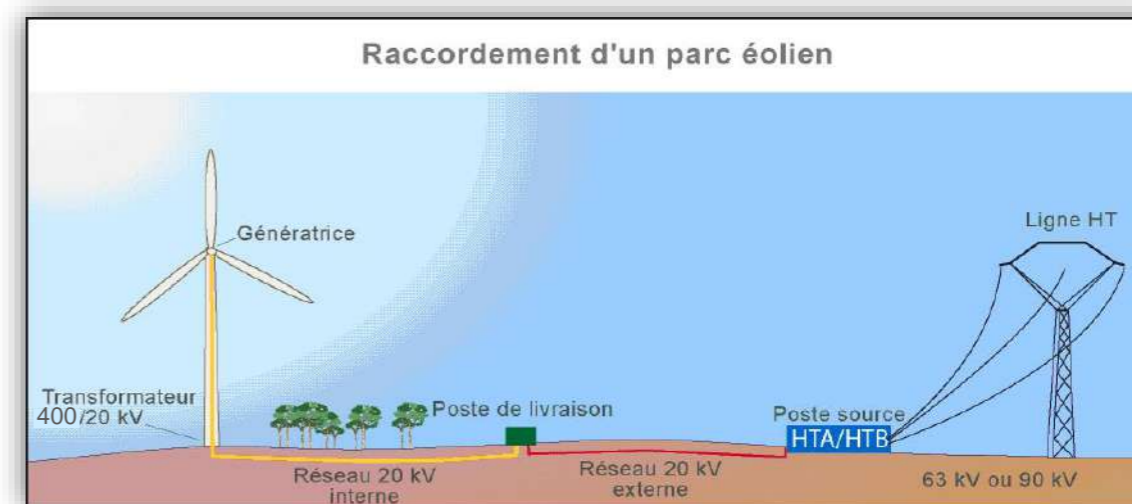 Raccordement d'un parc éolien
Génératrice
Ligne HT
Transformateur
400/20 kV
Poste de livraison
Poste source
HTA/HTB
Réseau 20 kV
interne
Réseau 20 kV
externe
63 kV ou 90 kV